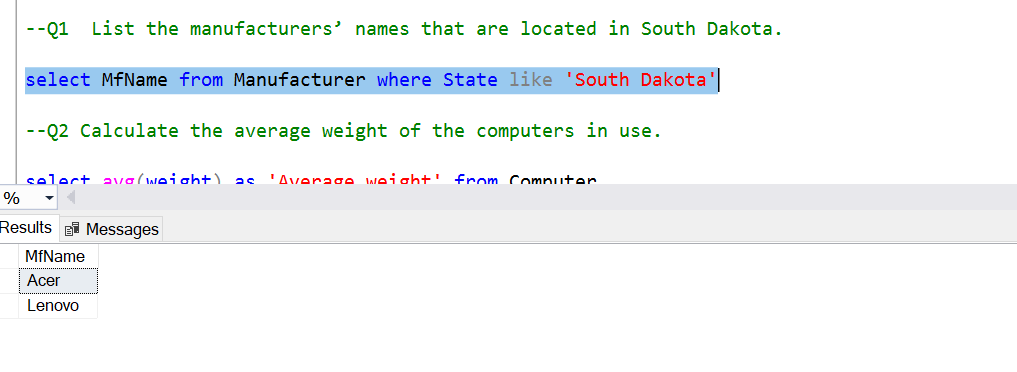 --Q1  List the manufacturers’ names that are located in South Dakota.
select MfName from Manufacturer where State like 'South Dakota'
--Q2 Calculate the average weight of the computers in use.
select avg(weight) as 'Average weight' from Computer
%
Results Messages
MfName
Acer
Lenovo